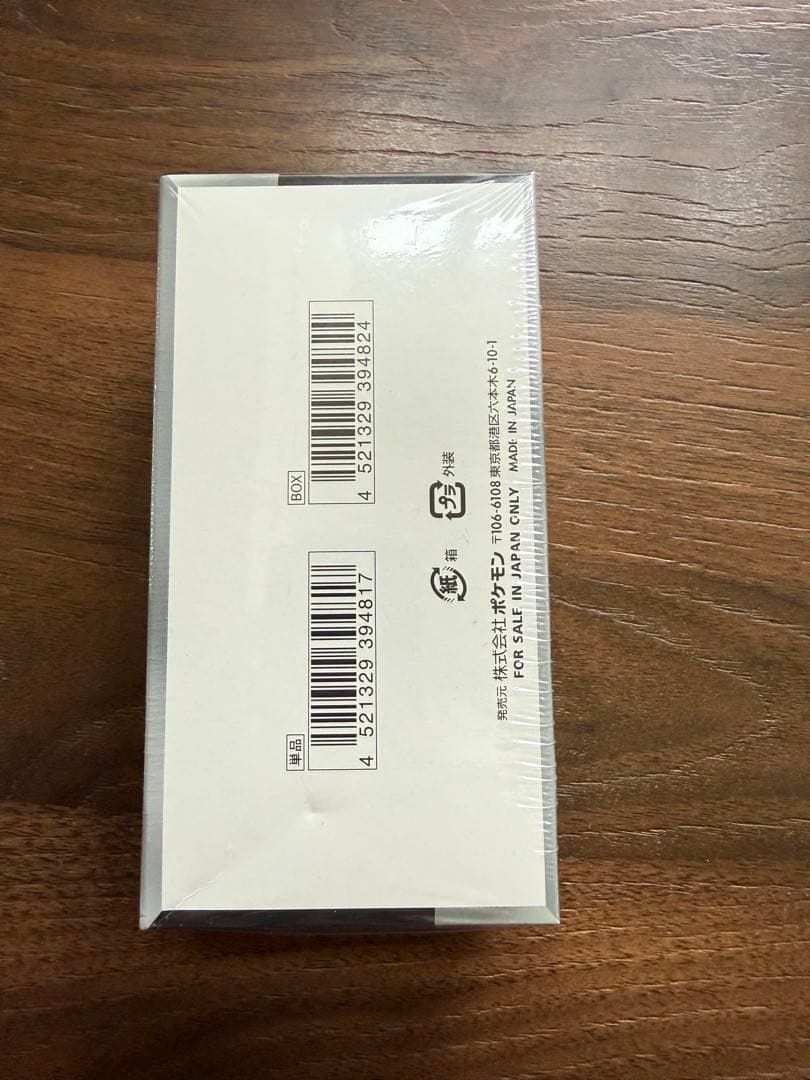 単品
4 521329 394817
BOX
4 521329 394824
紙 箱
プラ 外装
発売元 株式会社 ポケモン 〒106-6108 東京都港区六本木6-10-1
FOR SALE IN JAPAN ONLY MADE IN JAPAN